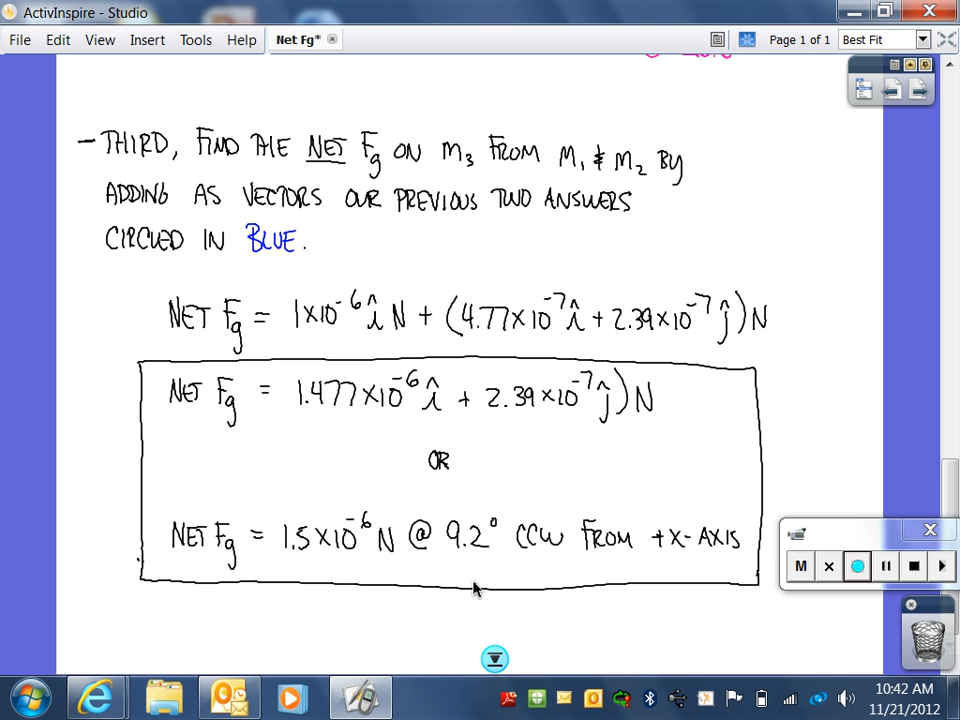 ActivInspire - Studio
File Edit View Insert Tools Help Net Fg* Page 1 of 1 Best Fit
- THIRD, FIND THE NET Fg ON m3 FROM M1 & M2 BY
ADDING AS VECTORS OUR PREVIOUS TWO ANSWERS
CIRCLED IN BLUE.
NET Fg = 1×10⁻⁶ î N + (4.77×10⁻⁷ î + 2.39×10⁻⁷ ĵ) N
NET Fg = 1.477×10⁻⁶ î + 2.39×10⁻⁷ ĵ) N
OR
NET Fg = 1.5×10⁻⁶ N @ 9.2° CCW FROM +X-AXIS
M
10:42 AM
11/21/2012